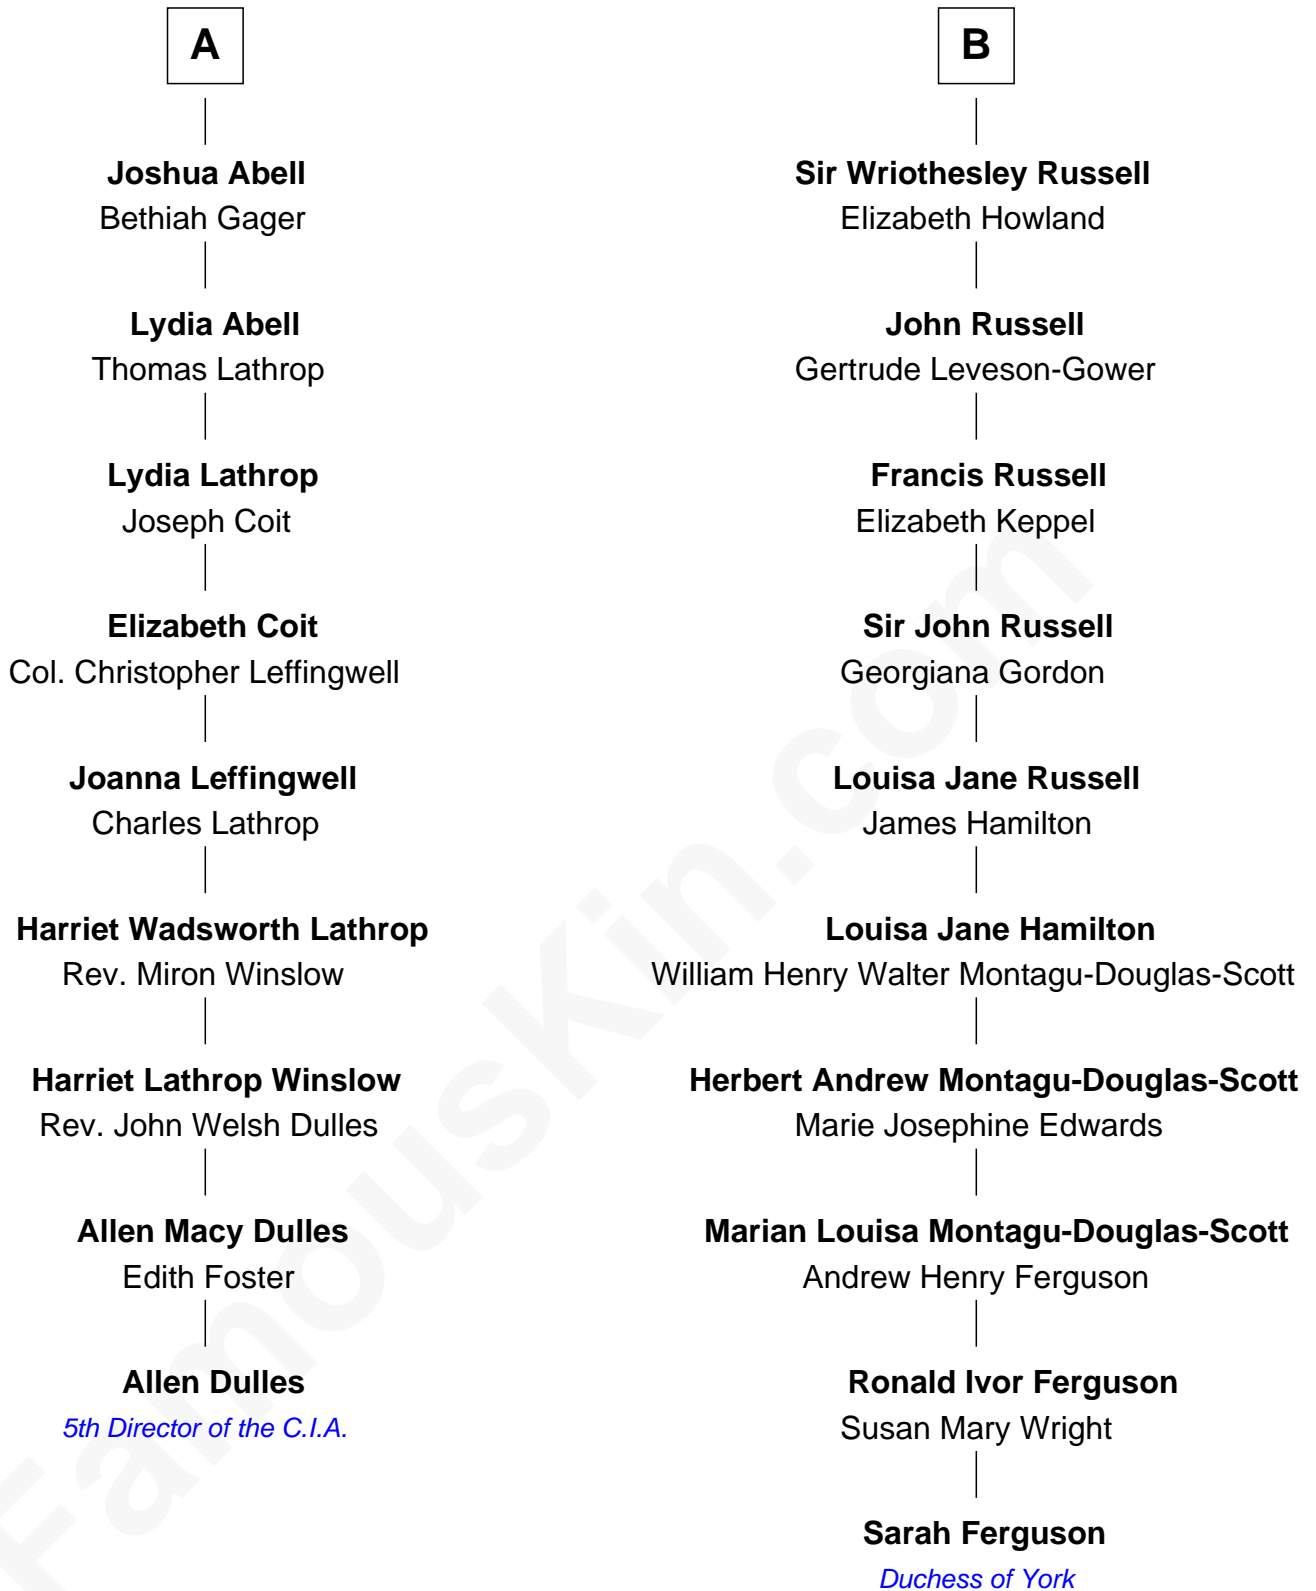 A
Joshua Abell
Bethiah Gager
Lydia Abell
Thomas Lathrop
Lydia Lathrop
Joseph Coit
Elizabeth Coit
Col. Christopher Leffingwell
Joanna Leffingwell
Charles Lathrop
Harriet Wadsworth Lathrop
Rev. Miron Winslow
Harriet Lathrop Winslow
Rev. John Welsh Dulles
Allen Macy Dulles
Edith Foster
Allen Dulles
5th Director of the C.I.A.
B
Sir Wriothesley Russell
Elizabeth Howland
John Russell
Gertrude Leveson-Gower
Francis Russell
Elizabeth Keppel
Sir John Russell
Georgiana Gordon
Louisa Jane Russell
James Hamilton
Louisa Jane Hamilton
William Henry Walter Montagu-Douglas-Scott
Herbert Andrew Montagu-Douglas-Scott
Marie Josephine Edwards
Marian Louisa Montagu-Douglas-Scott
Andrew Henry Ferguson
Ronald Ivor Ferguson
Susan Mary Wright
Sarah Ferguson
Duchess of York
FamousKin.com